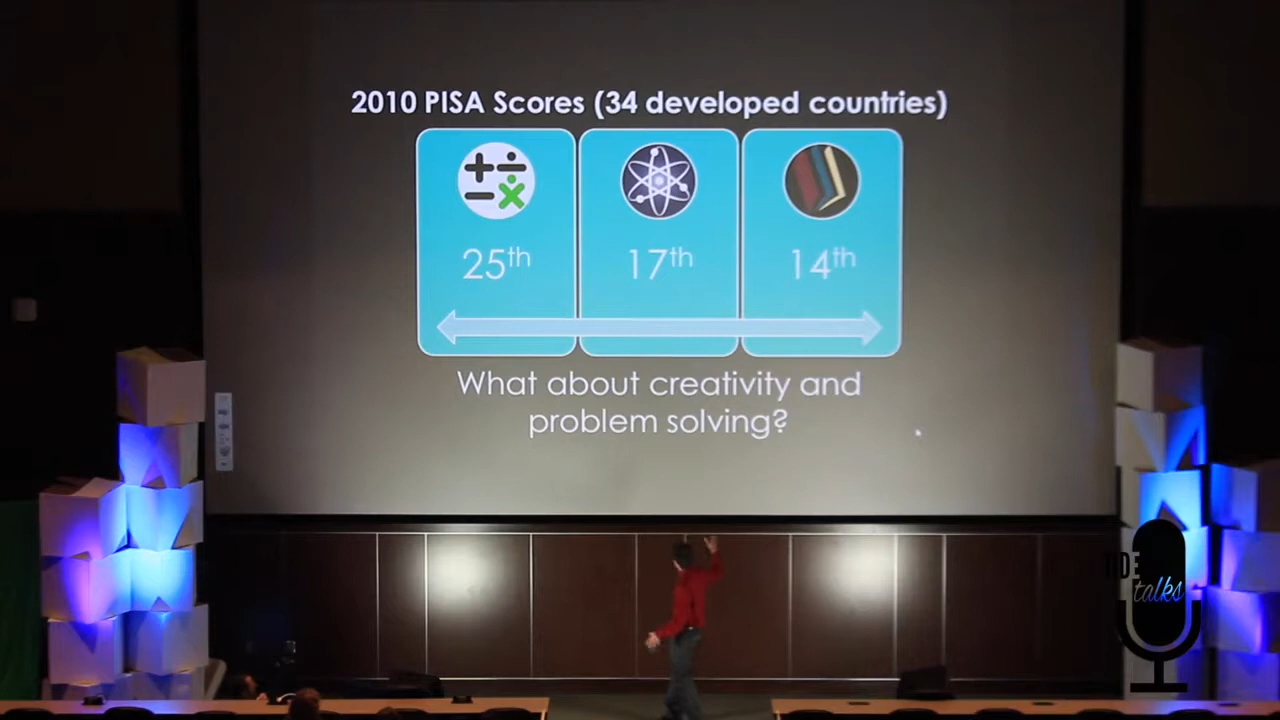 2010 PISA Scores (34 developed countries)
25th
17th
14th
What about creativity and
problem solving?
talks